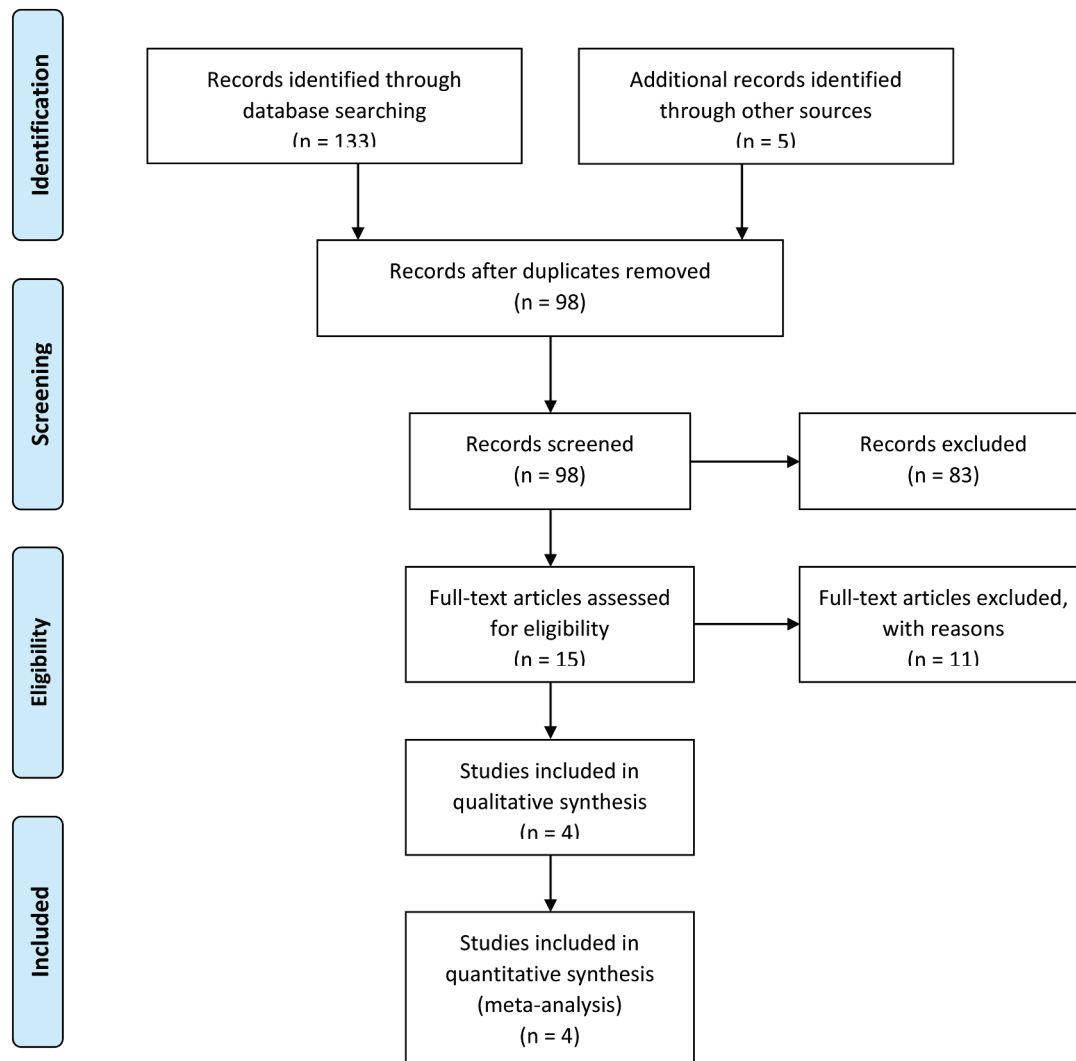 Identification
Records identified through
database searching
(n = 133)
Additional records identified
through other sources
(n = 5)
Records after duplicates removed
(n = 98)
Screening
Records screened
(n = 98)
Records excluded
(n = 83)
Eligibility
Full-text articles assessed
for eligibility
(n = 15)
Full-text articles excluded,
with reasons
(n = 11)
Studies included in
qualitative synthesis
(n = 4)
Included
Studies included in
quantitative synthesis
(meta-analysis)
(n = 4)